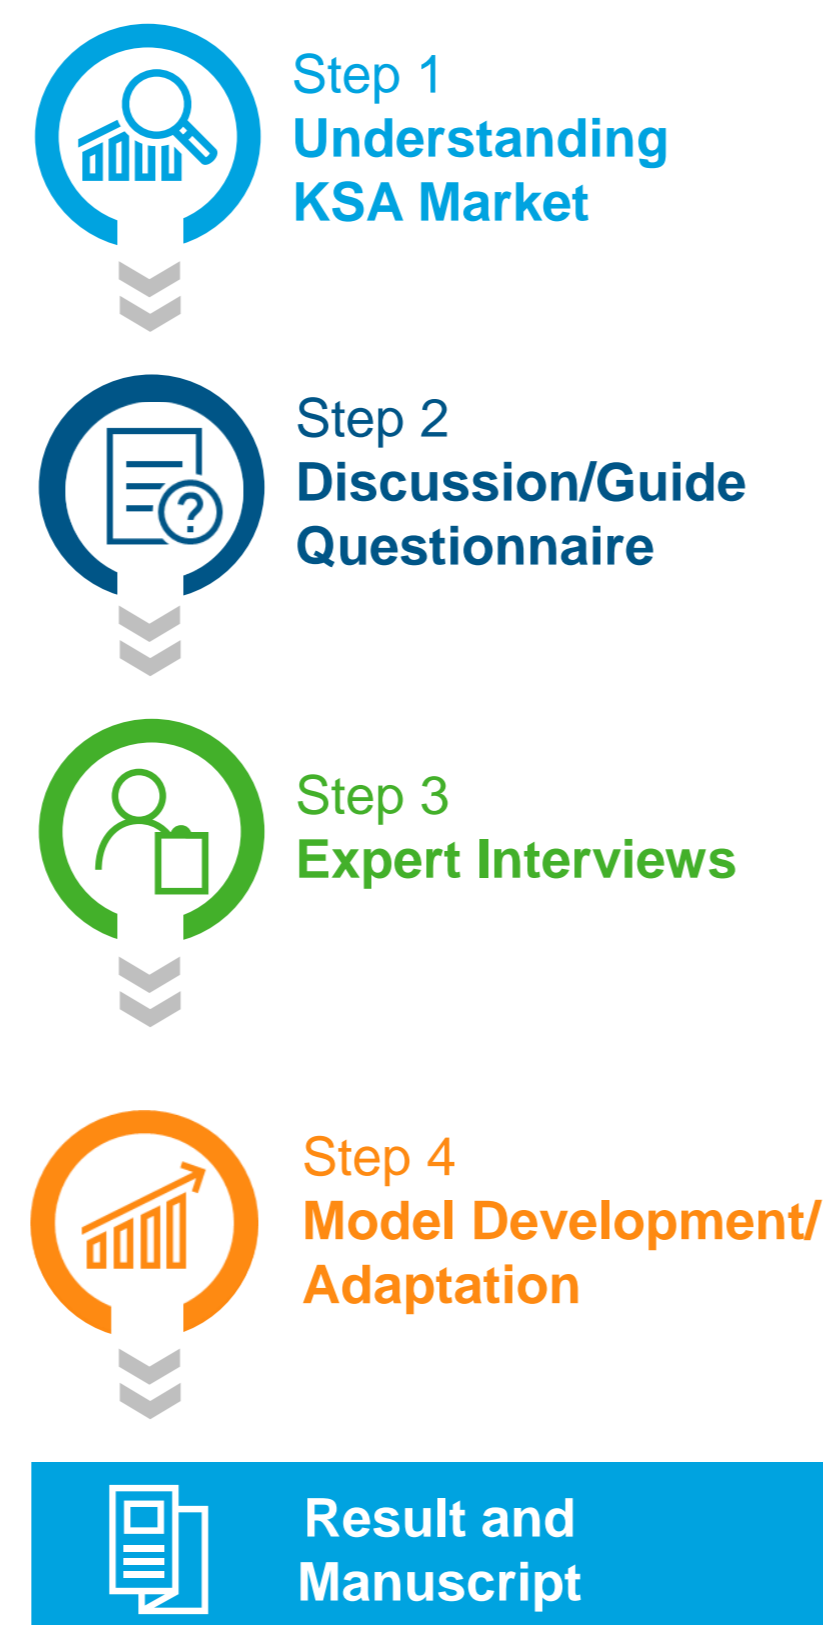 Step 1
Understanding
KSA Market
Step 2
Discussion/Guide
Questionnaire
?
Step 3
Expert Interviews
Step 4
Model Development/
Adaptation
Result and
Manuscript